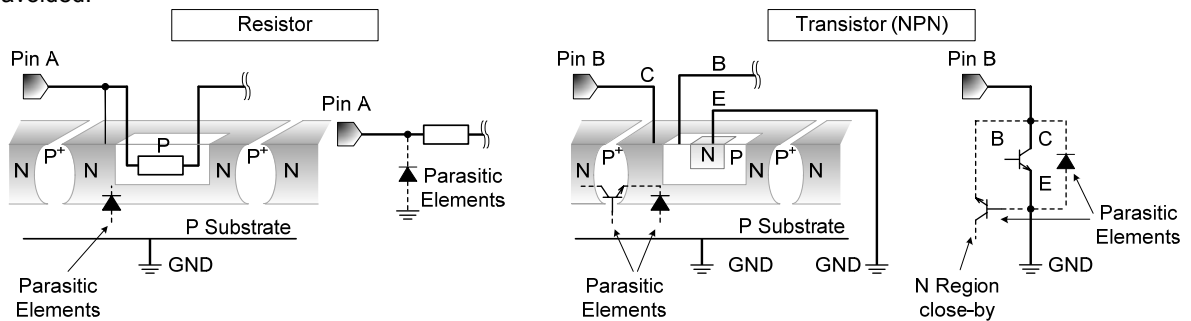 avoided.
Resistor
Transistor (NPN)
Pin A
Pin A
N
P+
N
P
N
P+
N
Parasitic
Elements
P Substrate
GND
Parasitic
Elements
Pin B
C
B
E
N
P+
N
N
P
N
P+
N
P Substrate
GND
GND
Parasitic
Elements
Pin B
B
C
E
Parasitic
Elements
GND
N Region
close-by